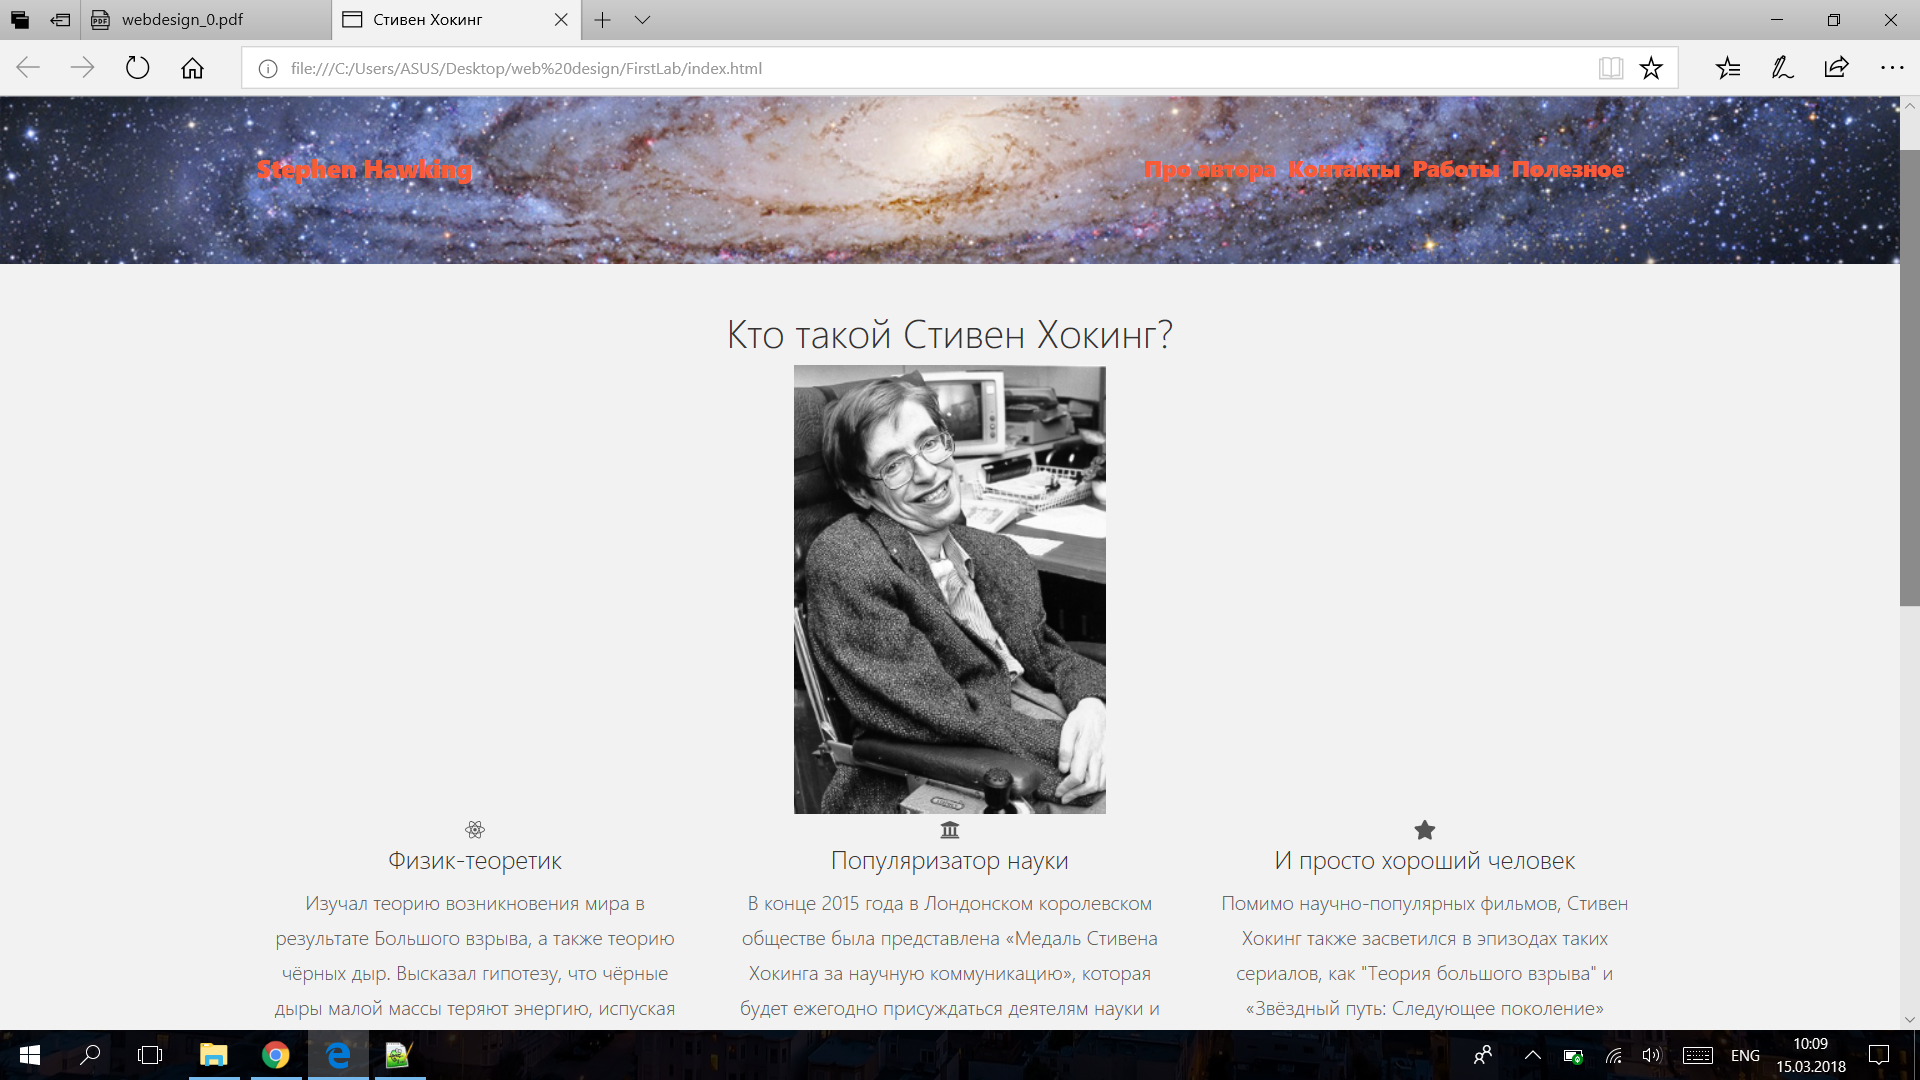 webdesign_0.pdf
Стивен Хокинг
file:///C:/Users/ASUS/Desktop/web%20design/FirstLab/index.html
Stephen Hawking
Про автора Контакты Работы Полезное
Кто такой Стивен Хокинг?
Физик-теоретик
Изучал теорию возникновения мира в
результате Большого взрыва, а также теорию
чёрных дыр. Высказал гипотезу, что чёрные
дыры малой массы теряют энергию, испуская
Популяризатор науки
В конце 2015 года в Лондонском королевском
обществе была представлена «Медаль Стивена
Хокинга за научную коммуникацию», которая
будет ежегодно присуждаться деятелям науки и
И просто хороший человек
Помимо научно-популярных фильмов, Стивен
Хокинг также засветился в эпизодах таких
сериалов, как "Теория большого взрыва" и
«Звёздный путь: Следующее поколение»
ENG
10:09
15.03.2018